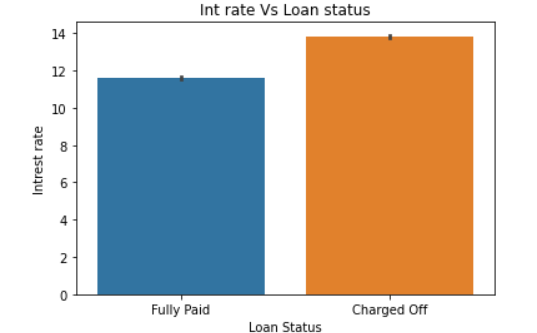 Int rate Vs Loan status
14
12
10
8
6
4
2
0
Intrest rate
Fully Paid
Charged Off
Loan Status